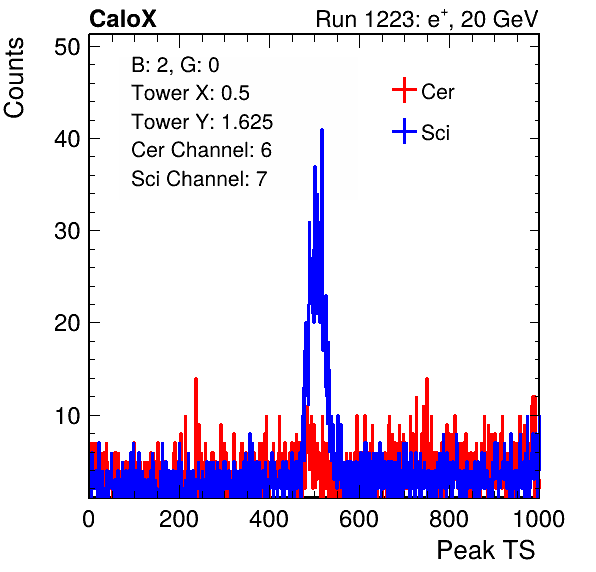 CaloX Run 1223: e+, 20 GeV
Counts
50
40
30
20
10
B: 2, G: 0
Tower X: 0.5
Tower Y: 1.625
Cer Channel: 6
Sci Channel: 7
Cer
Sci
0 200 400 600 800 1000
Peak TS